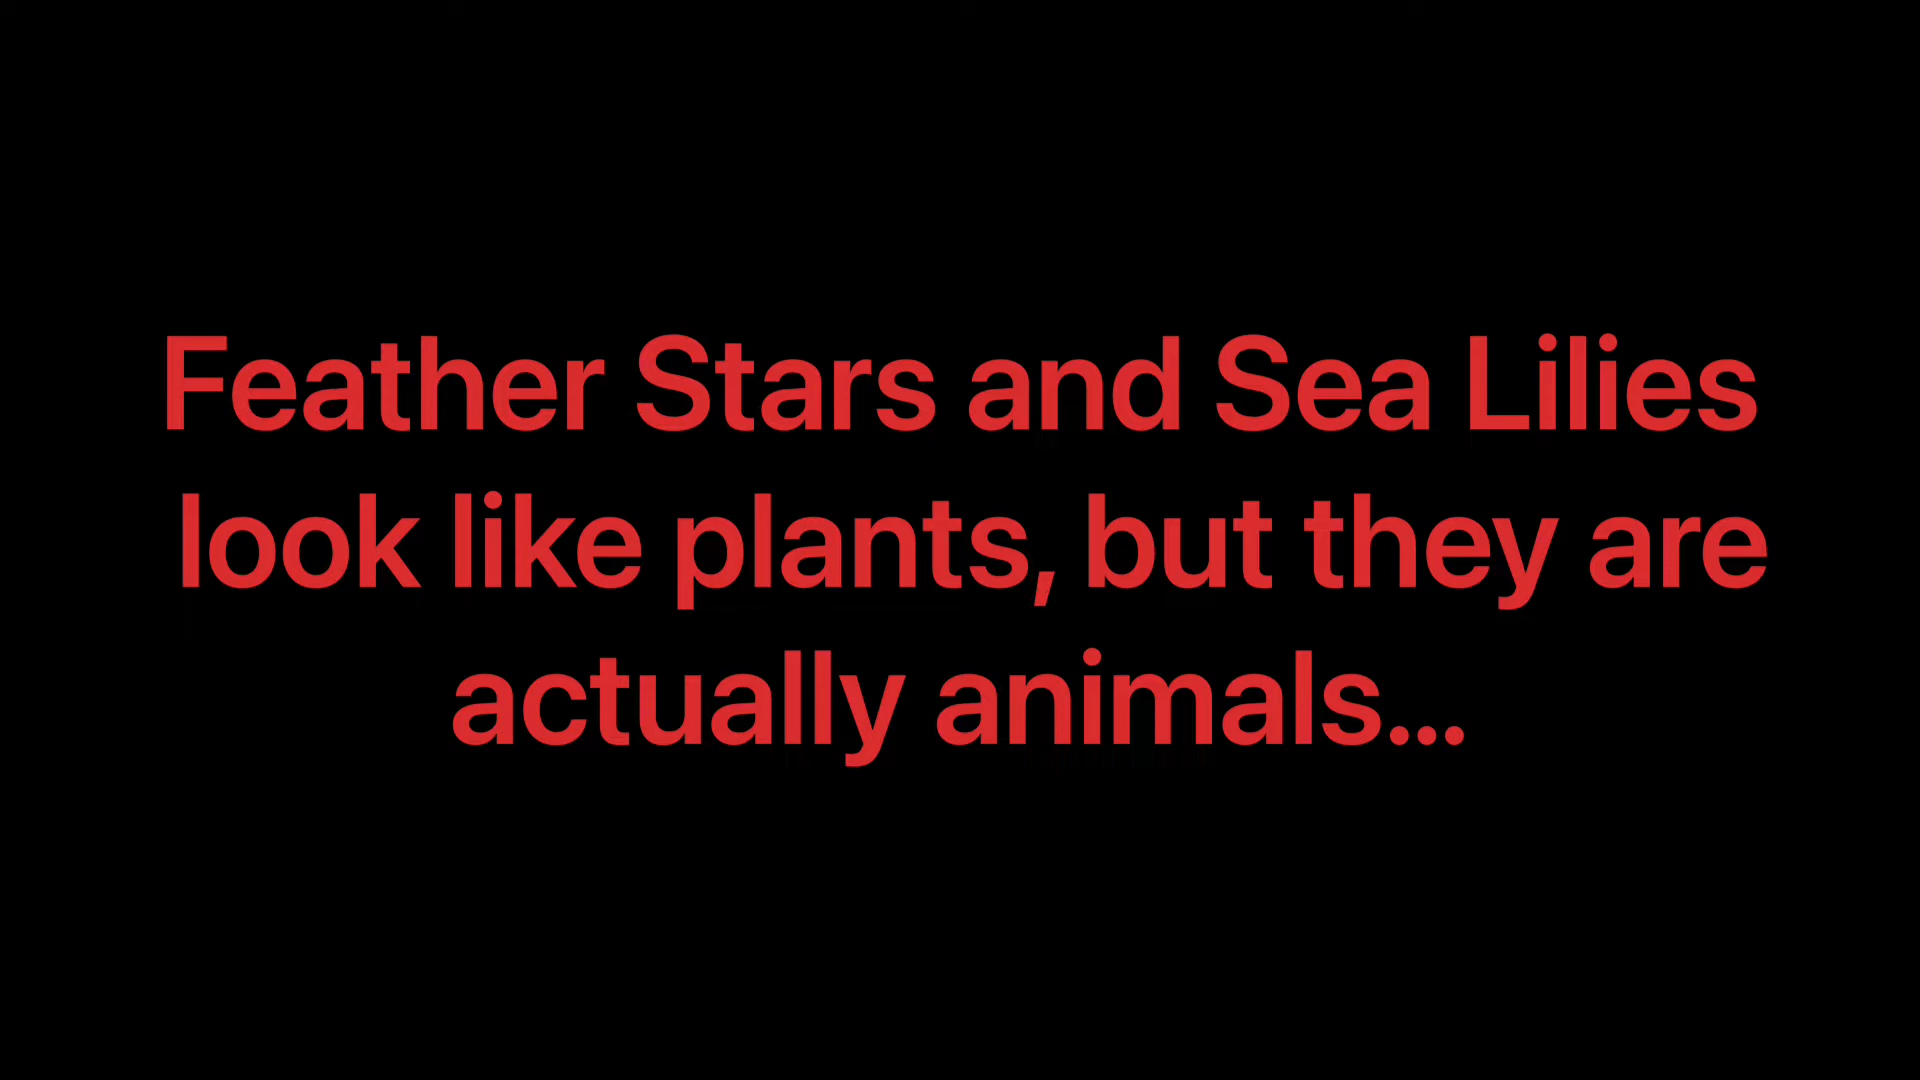 Feather Stars and Sea Lilies
look like plants, but they are
actually animals...